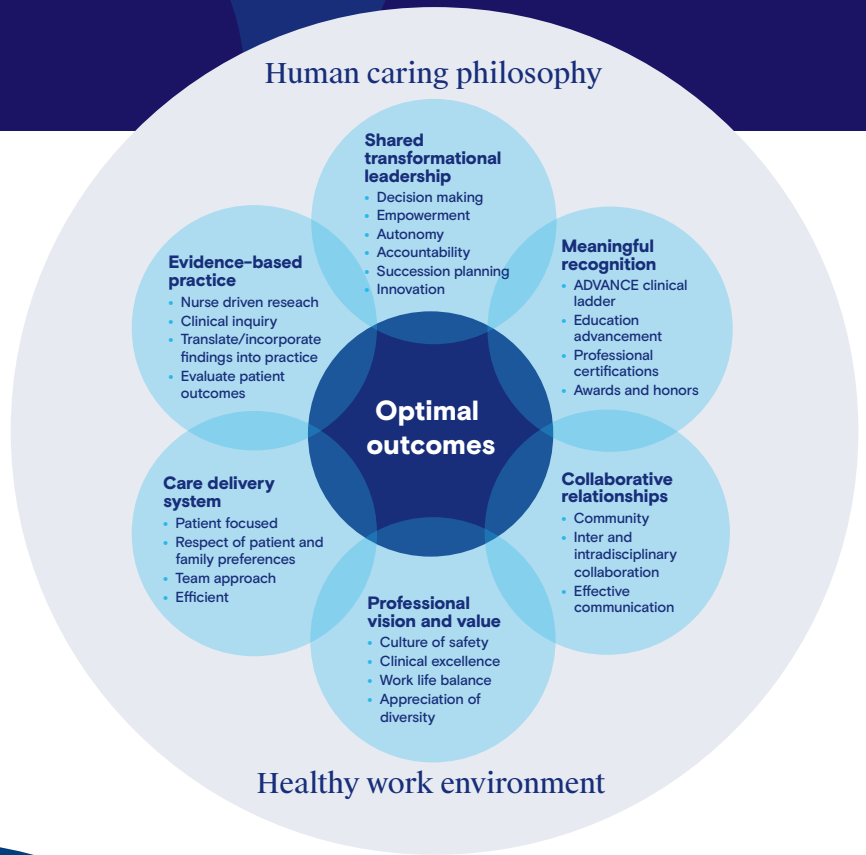 Human caring philosophy
Shared
transformational
leadership
• Decision making
• Empowerment
• Autonomy
• Accountability
• Succession planning
• Innovation
Evidence-based
practice
• Nurse driven reseach
• Clinical inquiry
• Translate/incorporate
findings into practice
• Evaluate patient
outcomes
Meaningful
recognition
• ADVANCE clinical
ladder
• Education
advancement
• Professional
certifications
• Awards and honors
Optimal
outcomes
Care delivery
system
• Patient focused
• Respect of patient and
family preferences
• Team approach
• Efficient
Collaborative
relationships
• Community
• Inter and
intradisciplinary
collaboration
• Effective
communication
Professional
vision and value
• Culture of safety
• Clinical excellence
• Work life balance
• Appreciation of
diversity
Healthy work environment